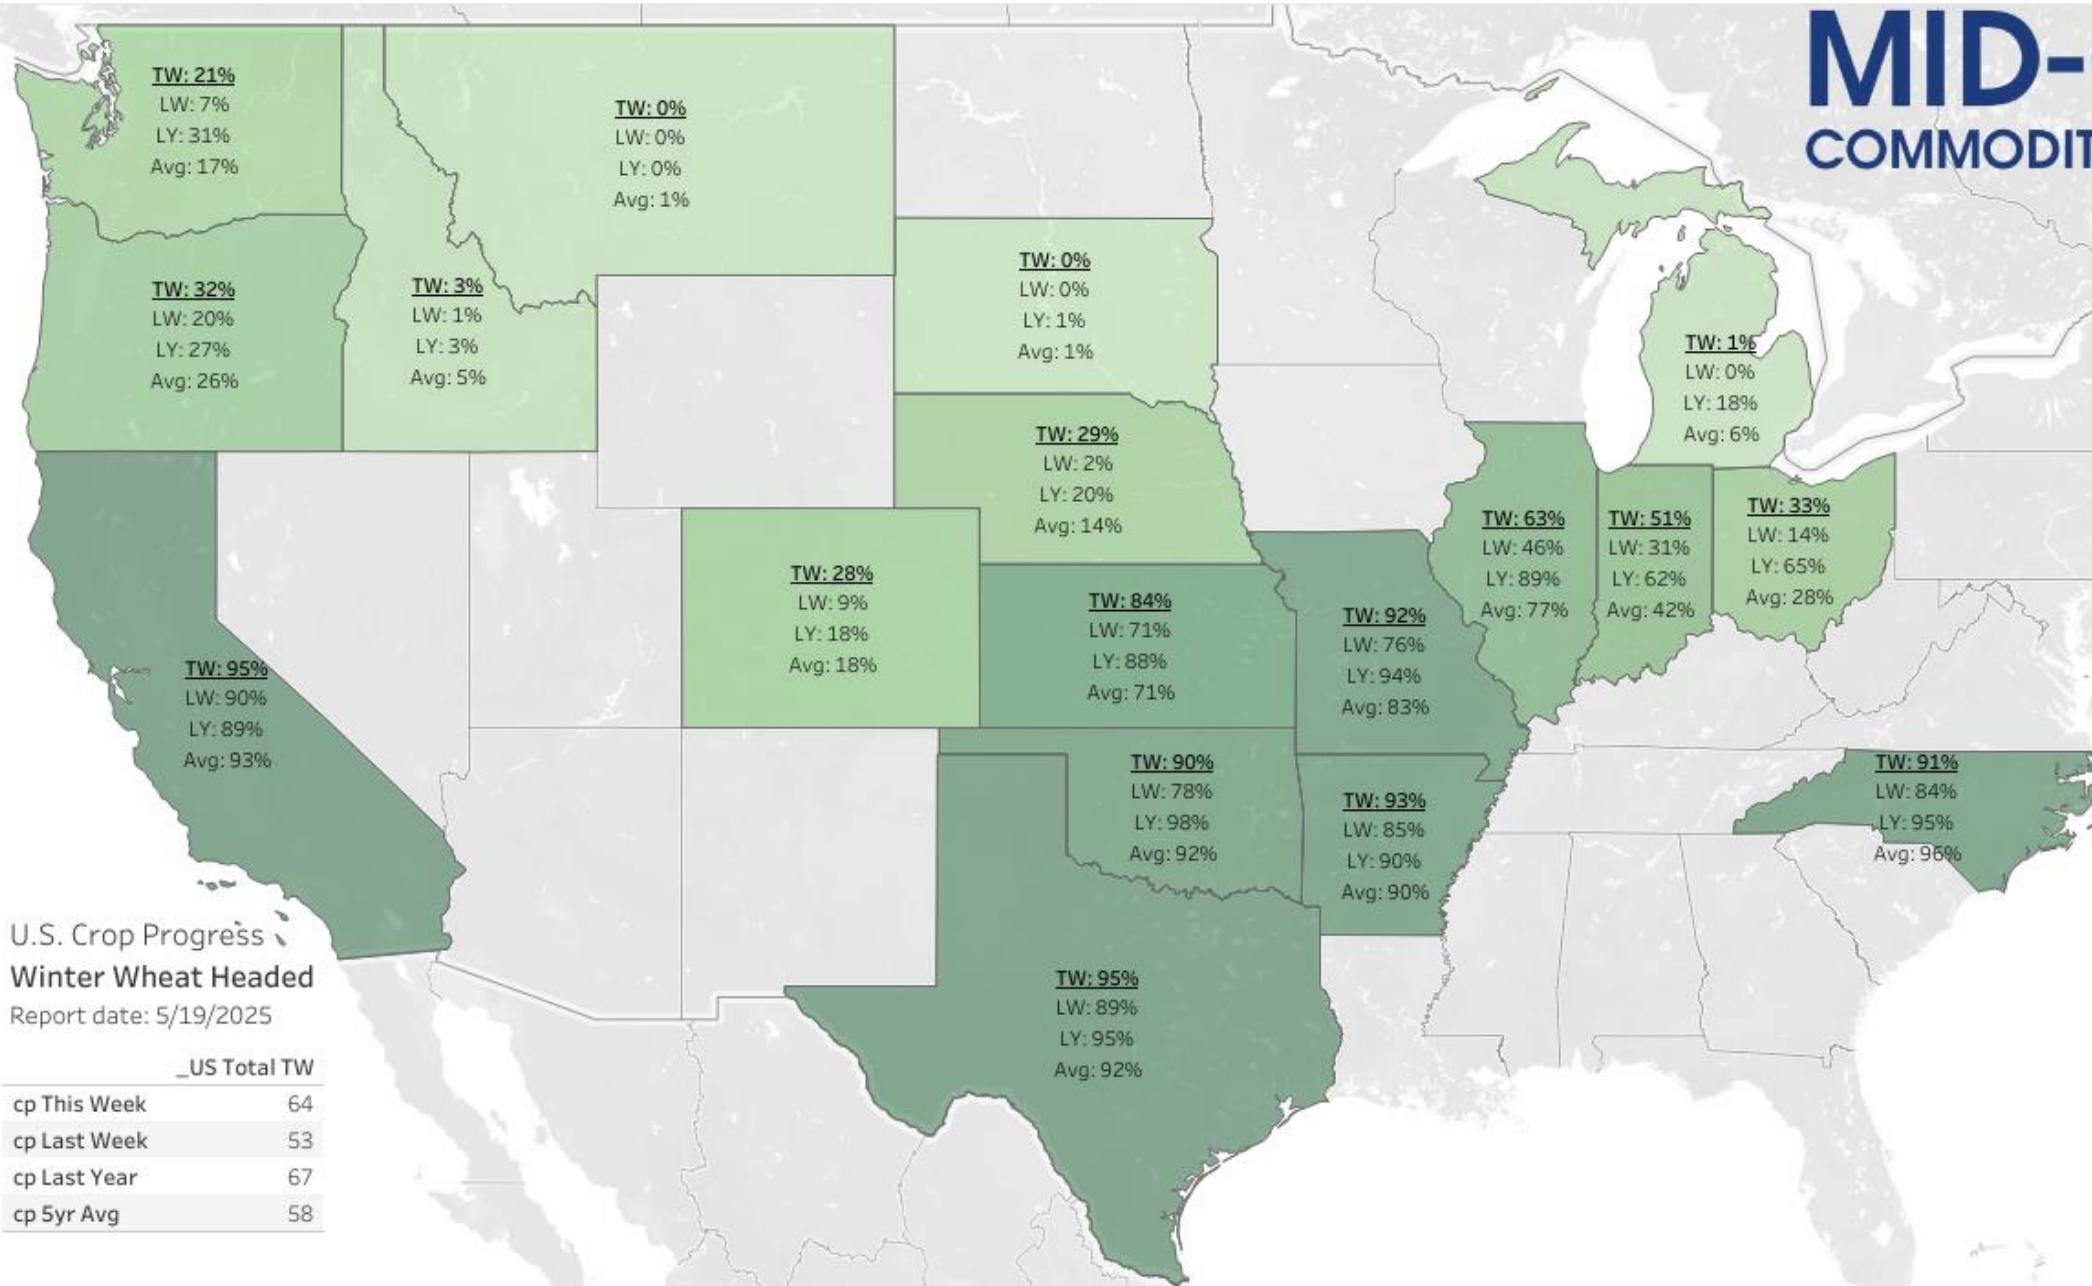 MID-
COMMODIT
TW: 21%
LW: 7%
LY: 31%
Avg: 17%
TW: 0%
LW: 0%
LY: 0%
Avg: 1%
TW: 32%
LW: 20%
LY: 27%
Avg: 26%
TW: 3%
LW: 1%
LY: 3%
Avg: 5%
TW: 0%
LW: 0%
LY: 1%
Avg: 1%
TW: 1%
LW: 0%
LY: 18%
Avg: 6%
TW: 29%
LW: 2%
LY: 20%
Avg: 14%
TW: 28%
LW: 9%
LY: 18%
Avg: 18%
TW: 84%
LW: 71%
LY: 88%
Avg: 71%
TW: 92%
LW: 76%
LY: 94%
Avg: 83%
TW: 63%
LW: 46%
LY: 89%
Avg: 77%
TW: 51%
LW: 31%
LY: 62%
Avg: 42%
TW: 33%
LW: 14%
LY: 65%
Avg: 28%
TW: 95%
LW: 90%
LY: 89%
Avg: 93%
TW: 90%
LW: 78%
LY: 98%
Avg: 92%
TW: 93%
LW: 85%
LY: 90%
Avg: 90%
TW: 91%
LW: 84%
LY: 95%
Avg: 96%
TW: 95%
LW: 89%
LY: 95%
Avg: 92%
U.S. Crop Progress
Winter Wheat Headed
Report date: 5/19/2025
_US Total TW
cp This Week 64
cp Last Week 53
cp Last Year 67
cp 5yr Avg 58